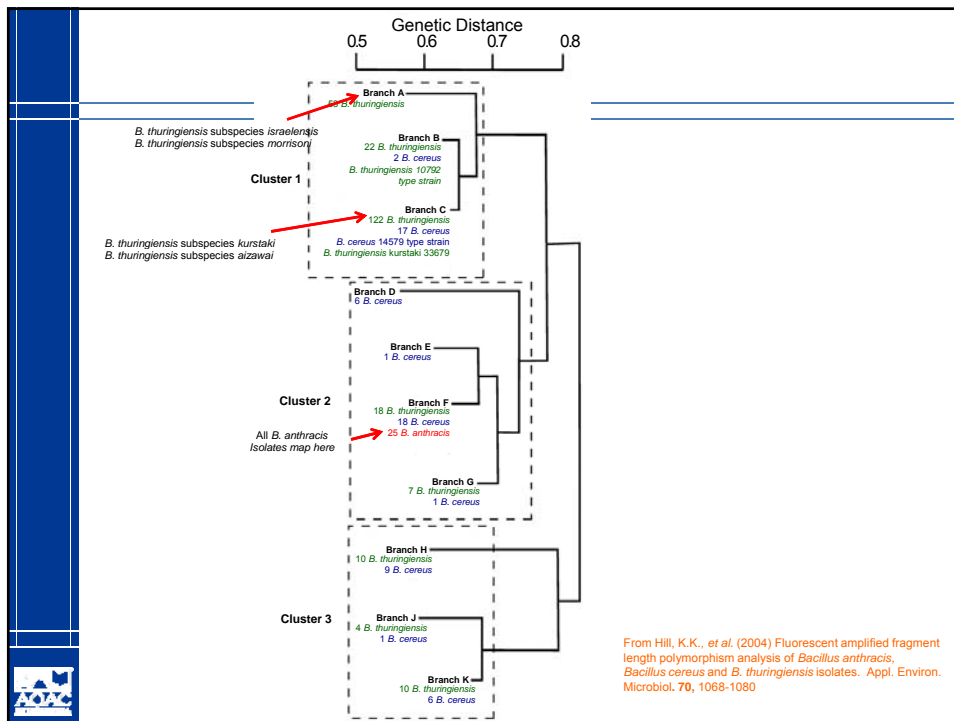 Genetic Distance
0.5 0.6 0.7 0.8
Branch A
B. thuringiensis
B. thuringiensis subspecies israelensis
B. thuringiensis subspecies morrisoni
Branch B
22 B. thuringiensis
2 B. cereus
B. thuringiensis 10792
type strain
Cluster 1
Branch C
122 B. thuringiensis
17 B. cereus
B. cereus 14579 type strain
B. thuringiensis kurstaki 33679
B. thuringiensis subspecies kurstaki
B. thuringiensis subspecies aizawai
Branch D
6 B. cereus
Branch E
1 B. cereus
Cluster 2
Branch F
18 B. thuringiensis
18 B. cereus
25 B. anthracis
All B. anthracis
Isolates map here
Branch G
7 B. thuringiensis
1 B. cereus
Branch H
10 B. thuringiensis
9 B. cereus
Cluster 3
Branch J
4 B. thuringiensis
1 B. cereus
Branch K
10 B. thuringiensis
6 B. cereus
From Hill, K.K., et al. (2004) Fluorescent amplified fragment
length polymorphism analysis of Bacillus anthracis,
Bacillus cereus and B. thuringiensis isolates. Appl. Environ.
Microbiol. 70, 1068-1080
AOAC